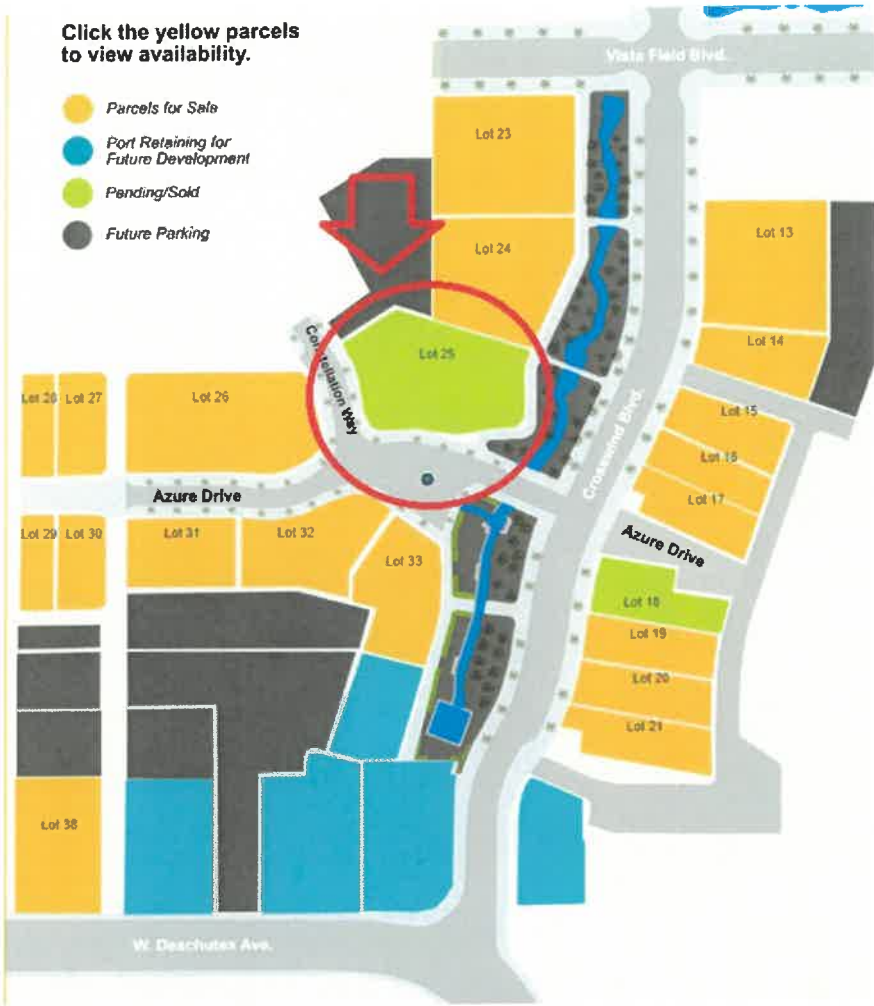 Click the yellow parcels
to view availability.
Parcels for Sale
Port Retaining for
Future Development
Pending/Sold
Future Parking
Vista Field Blvd.
Lot 23
Lot 13
Lot 24
Lot 14
Lot 25
Constellation Way
Lot 28
Lot 27
Lot 26
Lot 15
Lot 16
Lot 17
Crosswind Blvd.
Azure Drive
Azure Drive
Lot 29
Lot 30
Lot 31
Lot 32
Lot 33
Lot 18
Lot 19
Lot 20
Lot 21
Lot 38
W. Deschutes Ave.